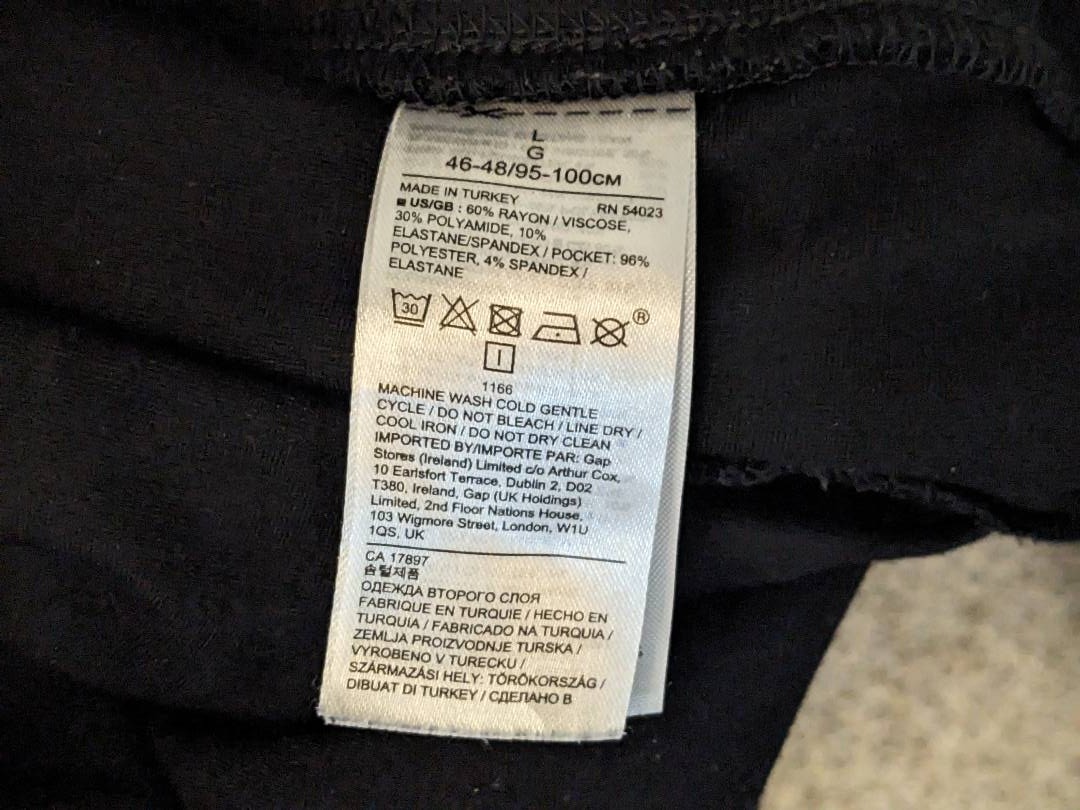 L
G
46-48/95-100CM
MADE IN TURKEY RN 54023
US/GB : 60% RAYON / VISCOSE,
30% POLYAMIDE, 10%
ELASTANE/SPANDEX / POCKET: 96%
POLYESTER, 4% SPANDEX /
ELASTANE
30
®
I
1166
MACHINE WASH COLD GENTLE
CYCLE / DO NOT BLEACH / LINE DRY /
COOL IRON / DO NOT DRY CLEAN
IMPORTED BY/IMPORTE PAR: Gap
Stores (Ireland) Limited c/o Arthur Cox,
10 Earlsfort Terrace, Dublin 2, D02
T380, Ireland, Gap (UK Holdings)
Limited, 2nd Floor Nations House,
103 Wigmore Street, London, W1U
1QS, UK
CA 17897
솜털제품
ОДЕЖДА ВТОРОГО СЛОЯ
FABRIQUE EN TURQUIE / HECHO EN
TURQUIA / FABRICADO NA TURQUIA /
ZEMLJA PROIZVODNJE TURSKA /
VYROBENO V TURECKU /
SZÁRMAZÁSI HELY: TÖRÖKORSZÁG /
DIBUAT DI TURKEY / СДЕЛАНО В